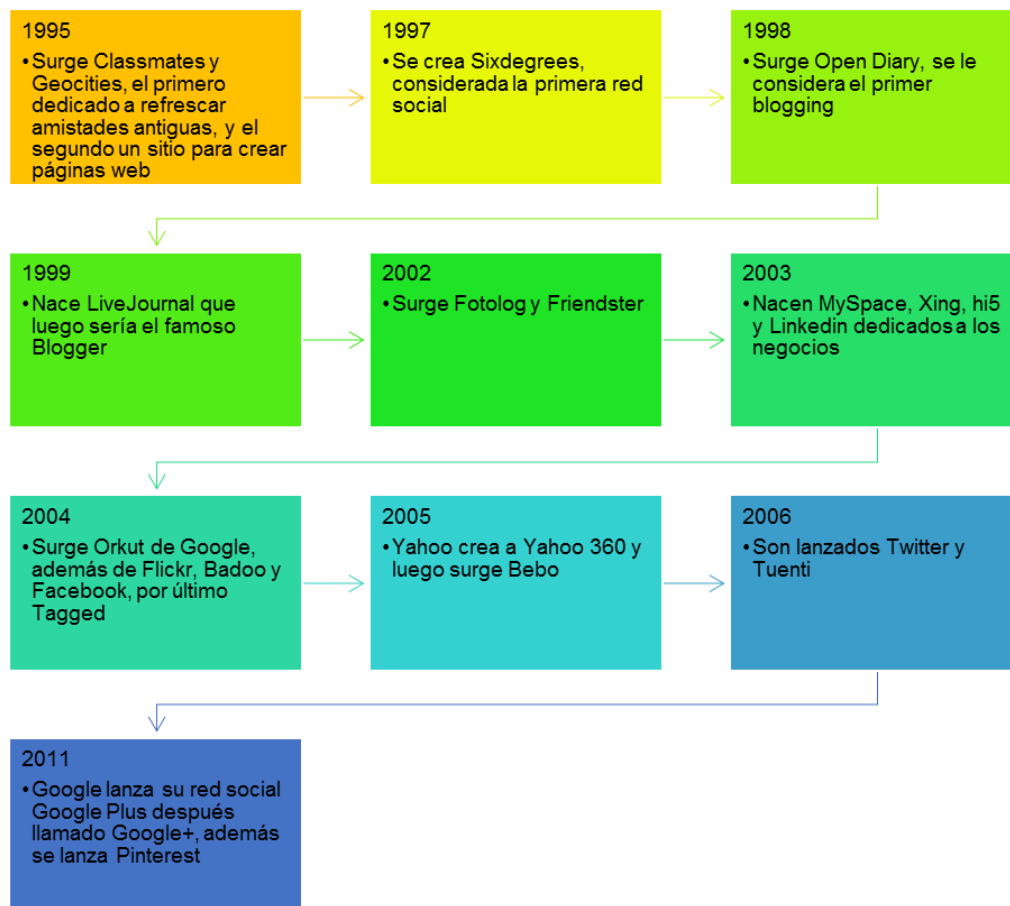 1995
•Surge Classmates y
Geocities, el primero
dedicado a refrescar
amistades antiguas, y el
segundo un sitio para crear
páginas web
1997
•Se crea Sixdegrees,
considerada la primera red
social
1998
•Surge Open Diary, se le
considera el primer
blogging
1999
•Nace LiveJournal que
luego sería el famoso
Blogger
2002
•Surge Fotolog y Friendster
2003
•Nacen MySpace, Xing, hi5
y Linkedin dedicados a los
negocios
2004
•Surge Orkut de Google,
además de Flickr, Badoo y
Facebook, por último
Tagged
2005
•Yahoo crea a Yahoo 360 y
luego surge Bebo
2006
•Son lanzados Twitter y
Tuenti
2011
•Google lanza su red social
Google Plus después
llamado Google+, además
se lanza Pinterest